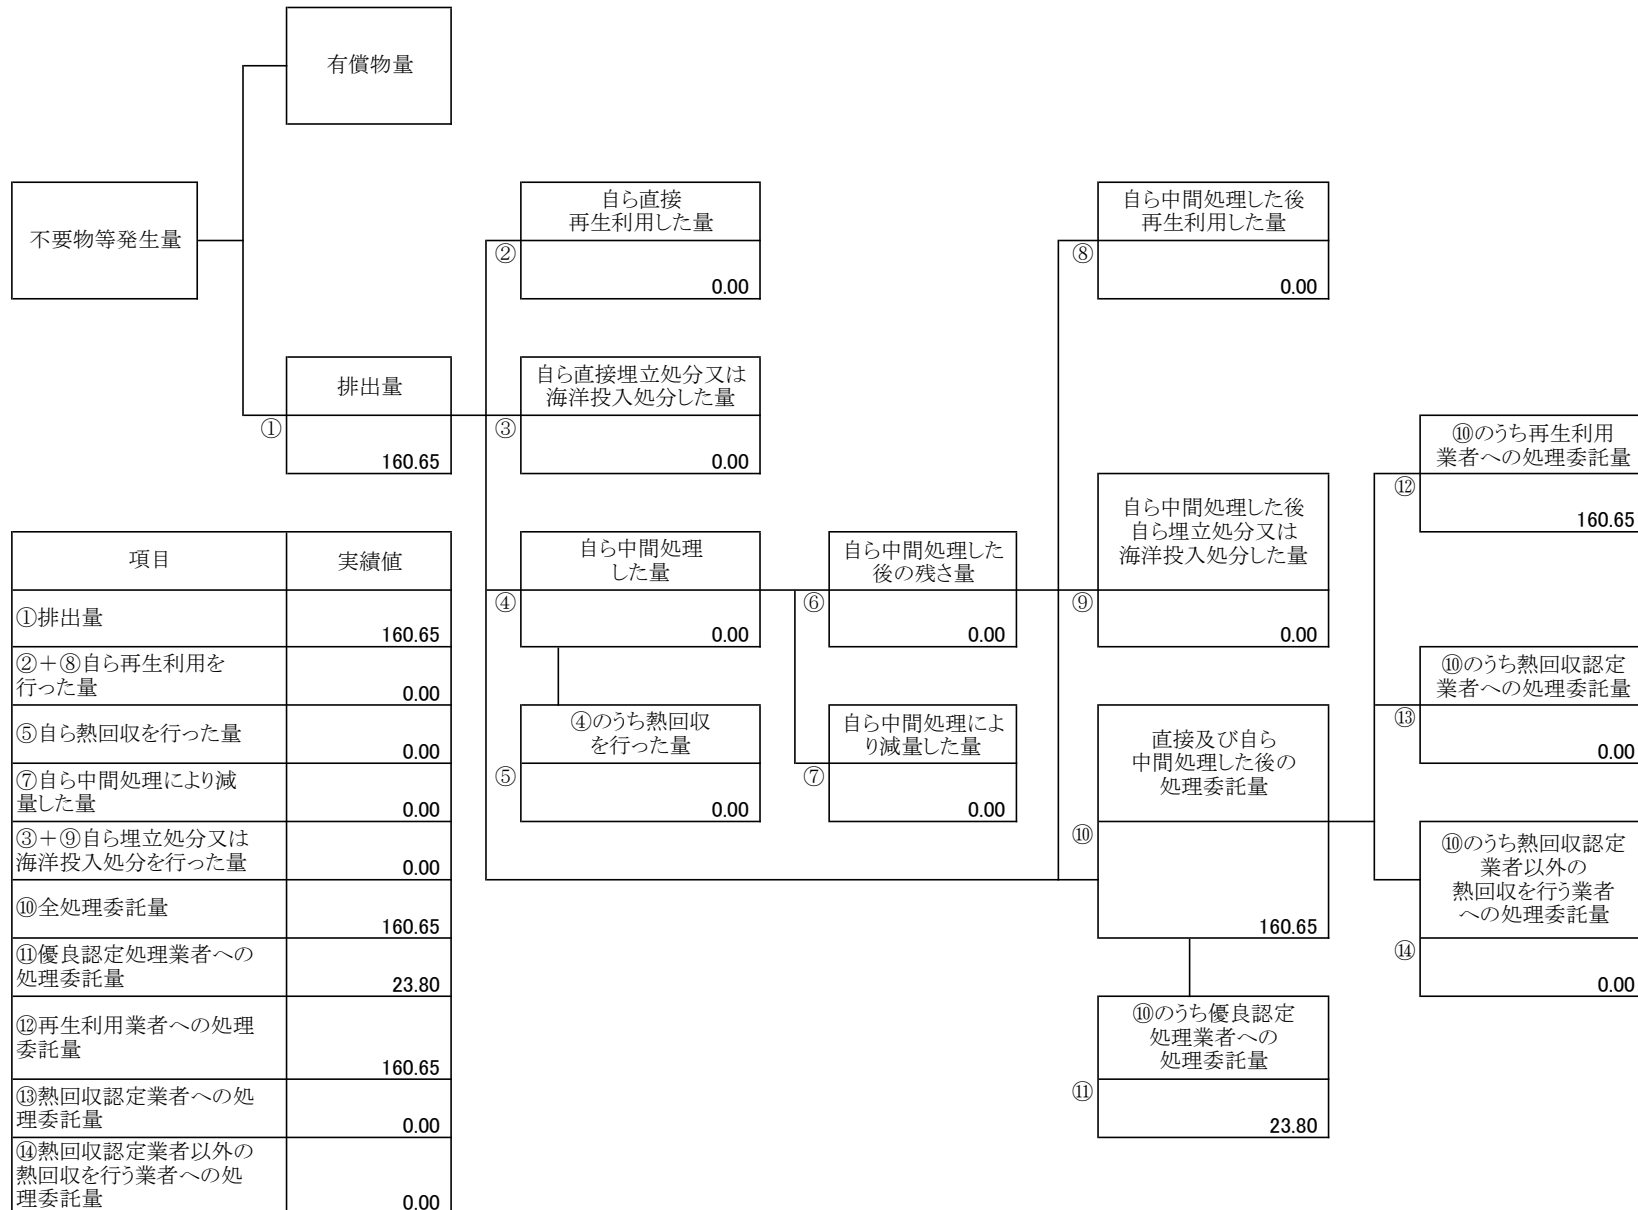 有償物量
不要物等発生量
自ら直接
再生利用した量
②
0.00
自ら中間処理した後
再生利用した量
⑧
0.00
排出量
①
160.65
自ら直接埋立処分又は
海洋投入処分した量
③
0.00
⑩のうち再生利用
業者への処理委託量
⑫
160.65
自ら中間処理した後
自ら埋立処分又は
海洋投入処分した量
⑨
0.00
自ら中間処理
した量
④
0.00
自ら中間処理した
後の残さ量
⑥
0.00
⑩のうち熱回収認定
業者への処理委託量
⑬
0.00
④のうち熱回収
を行った量
⑤
0.00
自ら中間処理によ
り減量した量
⑦
0.00
直接及び自ら
中間処理した後の
処理委託量
⑩
160.65
⑩のうち熱回収認定
業者以外の
熱回収を行う業者
への処理委託量
⑭
0.00
⑩のうち優良認定
処理業者への
処理委託量
⑪
23.80
項目 実績値
①排出量
160.65
②＋⑧自ら再生利用を
行った量
0.00
⑤自ら熱回収を行った量
0.00
⑦自ら中間処理により減
量した量
0.00
③＋⑨自ら埋立処分又は
海洋投入処分を行った量
0.00
⑩全処理委託量
160.65
⑪優良認定処理業者への
処理委託量
23.80
⑫再生利用業者への処理
委託量
160.65
⑬熱回収認定業者への処
理委託量
0.00
⑭熱回収認定業者以外の
熱回収を行う業者への処
理委託量
0.00